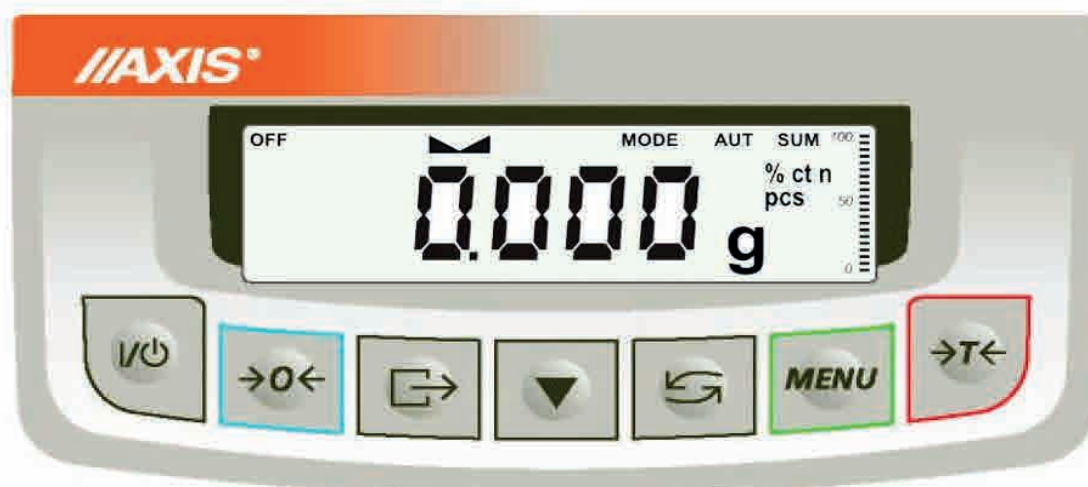 //AXIS®
OFF MODE AUT SUM 100
% ct n
pcs 50
0.000 g
0
I/⏻
→0←
MENU
→T←